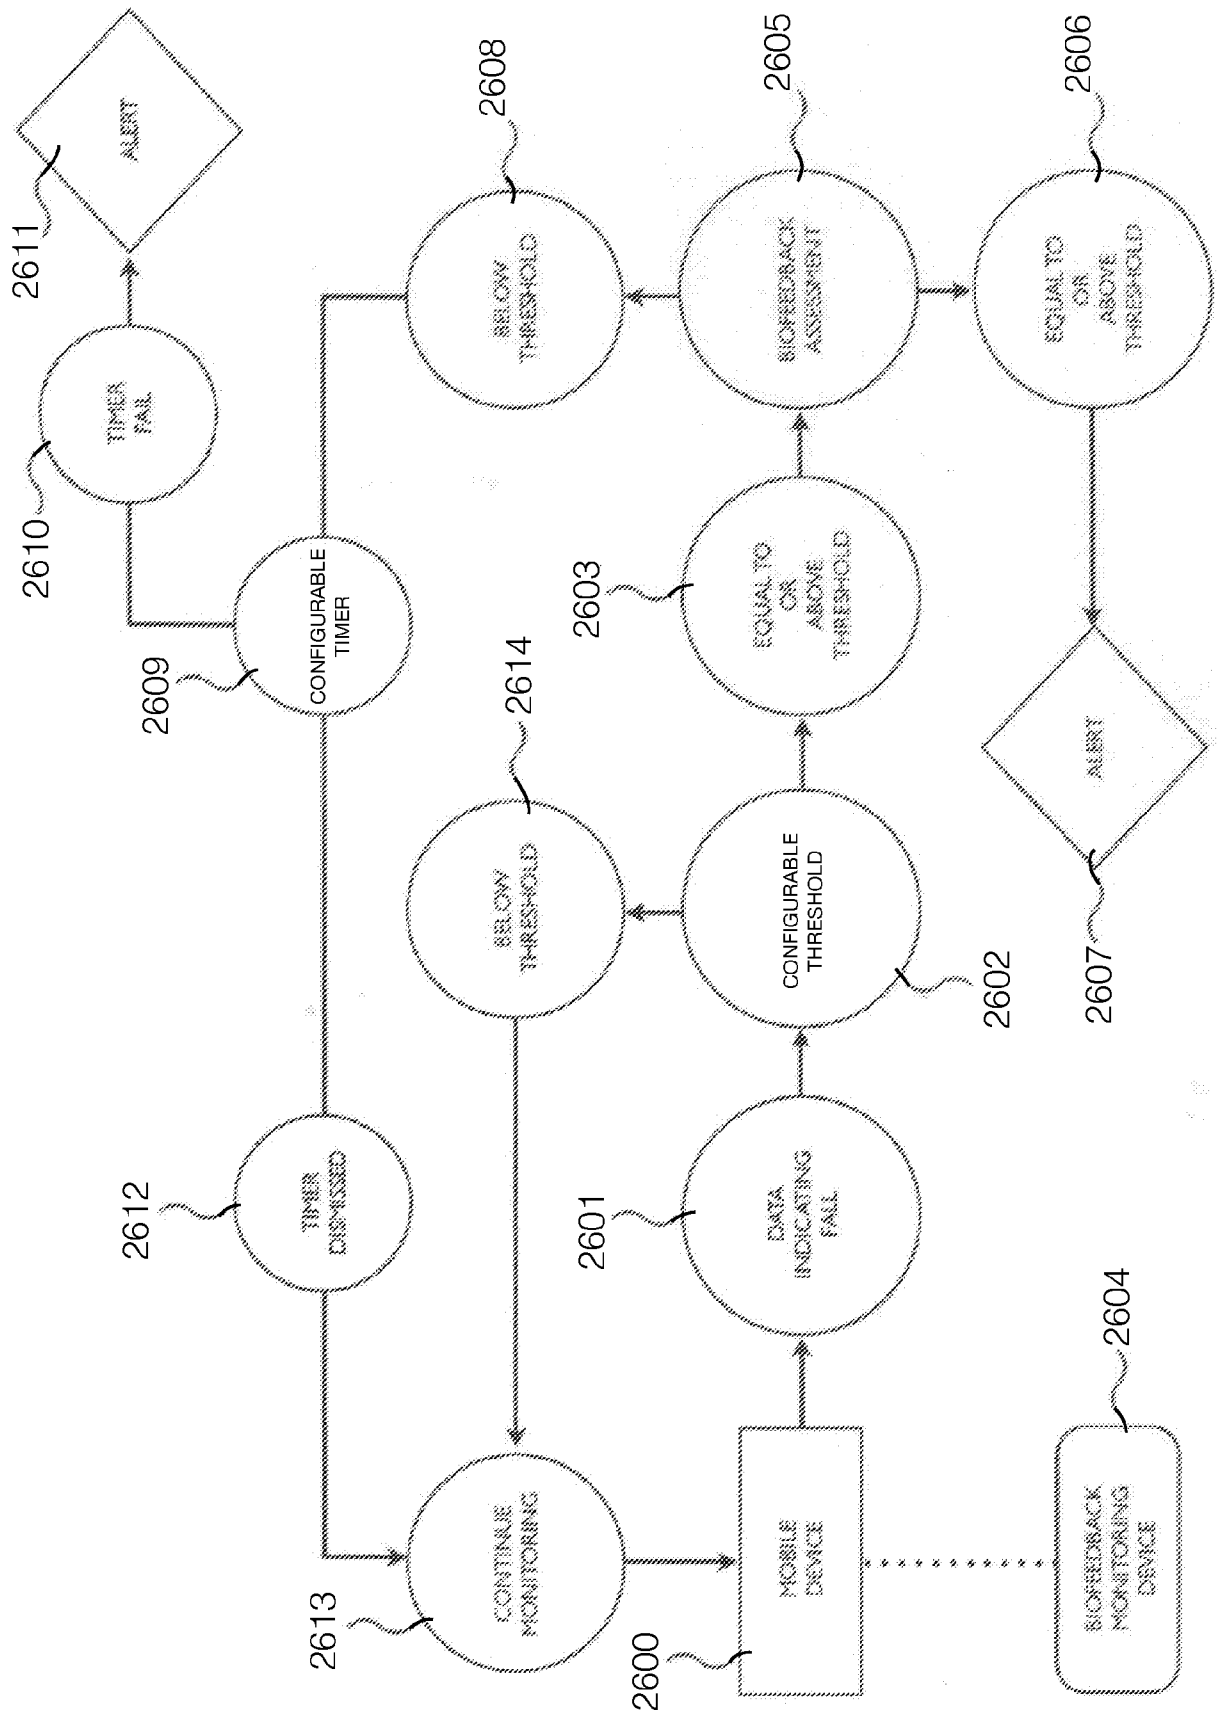 2611
ALERT
2610
TIMER
FAIL
2609
CONFIGURABLE
TIMER
2612
TIMER
DISMISSED
2608
BELOW
THRESHOLD
2614
BELOW
THRESHOLD
2613
CONTINUE
MONITORING
2605
BIOFEEDBACK
ASSESSMENT
2603
EQUAL TO
OR
ABOVE
THRESHOLD
CONFIGURABLE
THRESHOLD
2602
2601
DATA
INDICATING
FALL
2600
MOBILE
DEVICE
2606
EQUAL TO
OR
ABOVE
THRESHOLD
ALERT
2607
2604
BIOFEEDBACK
MONITORING
DEVICE